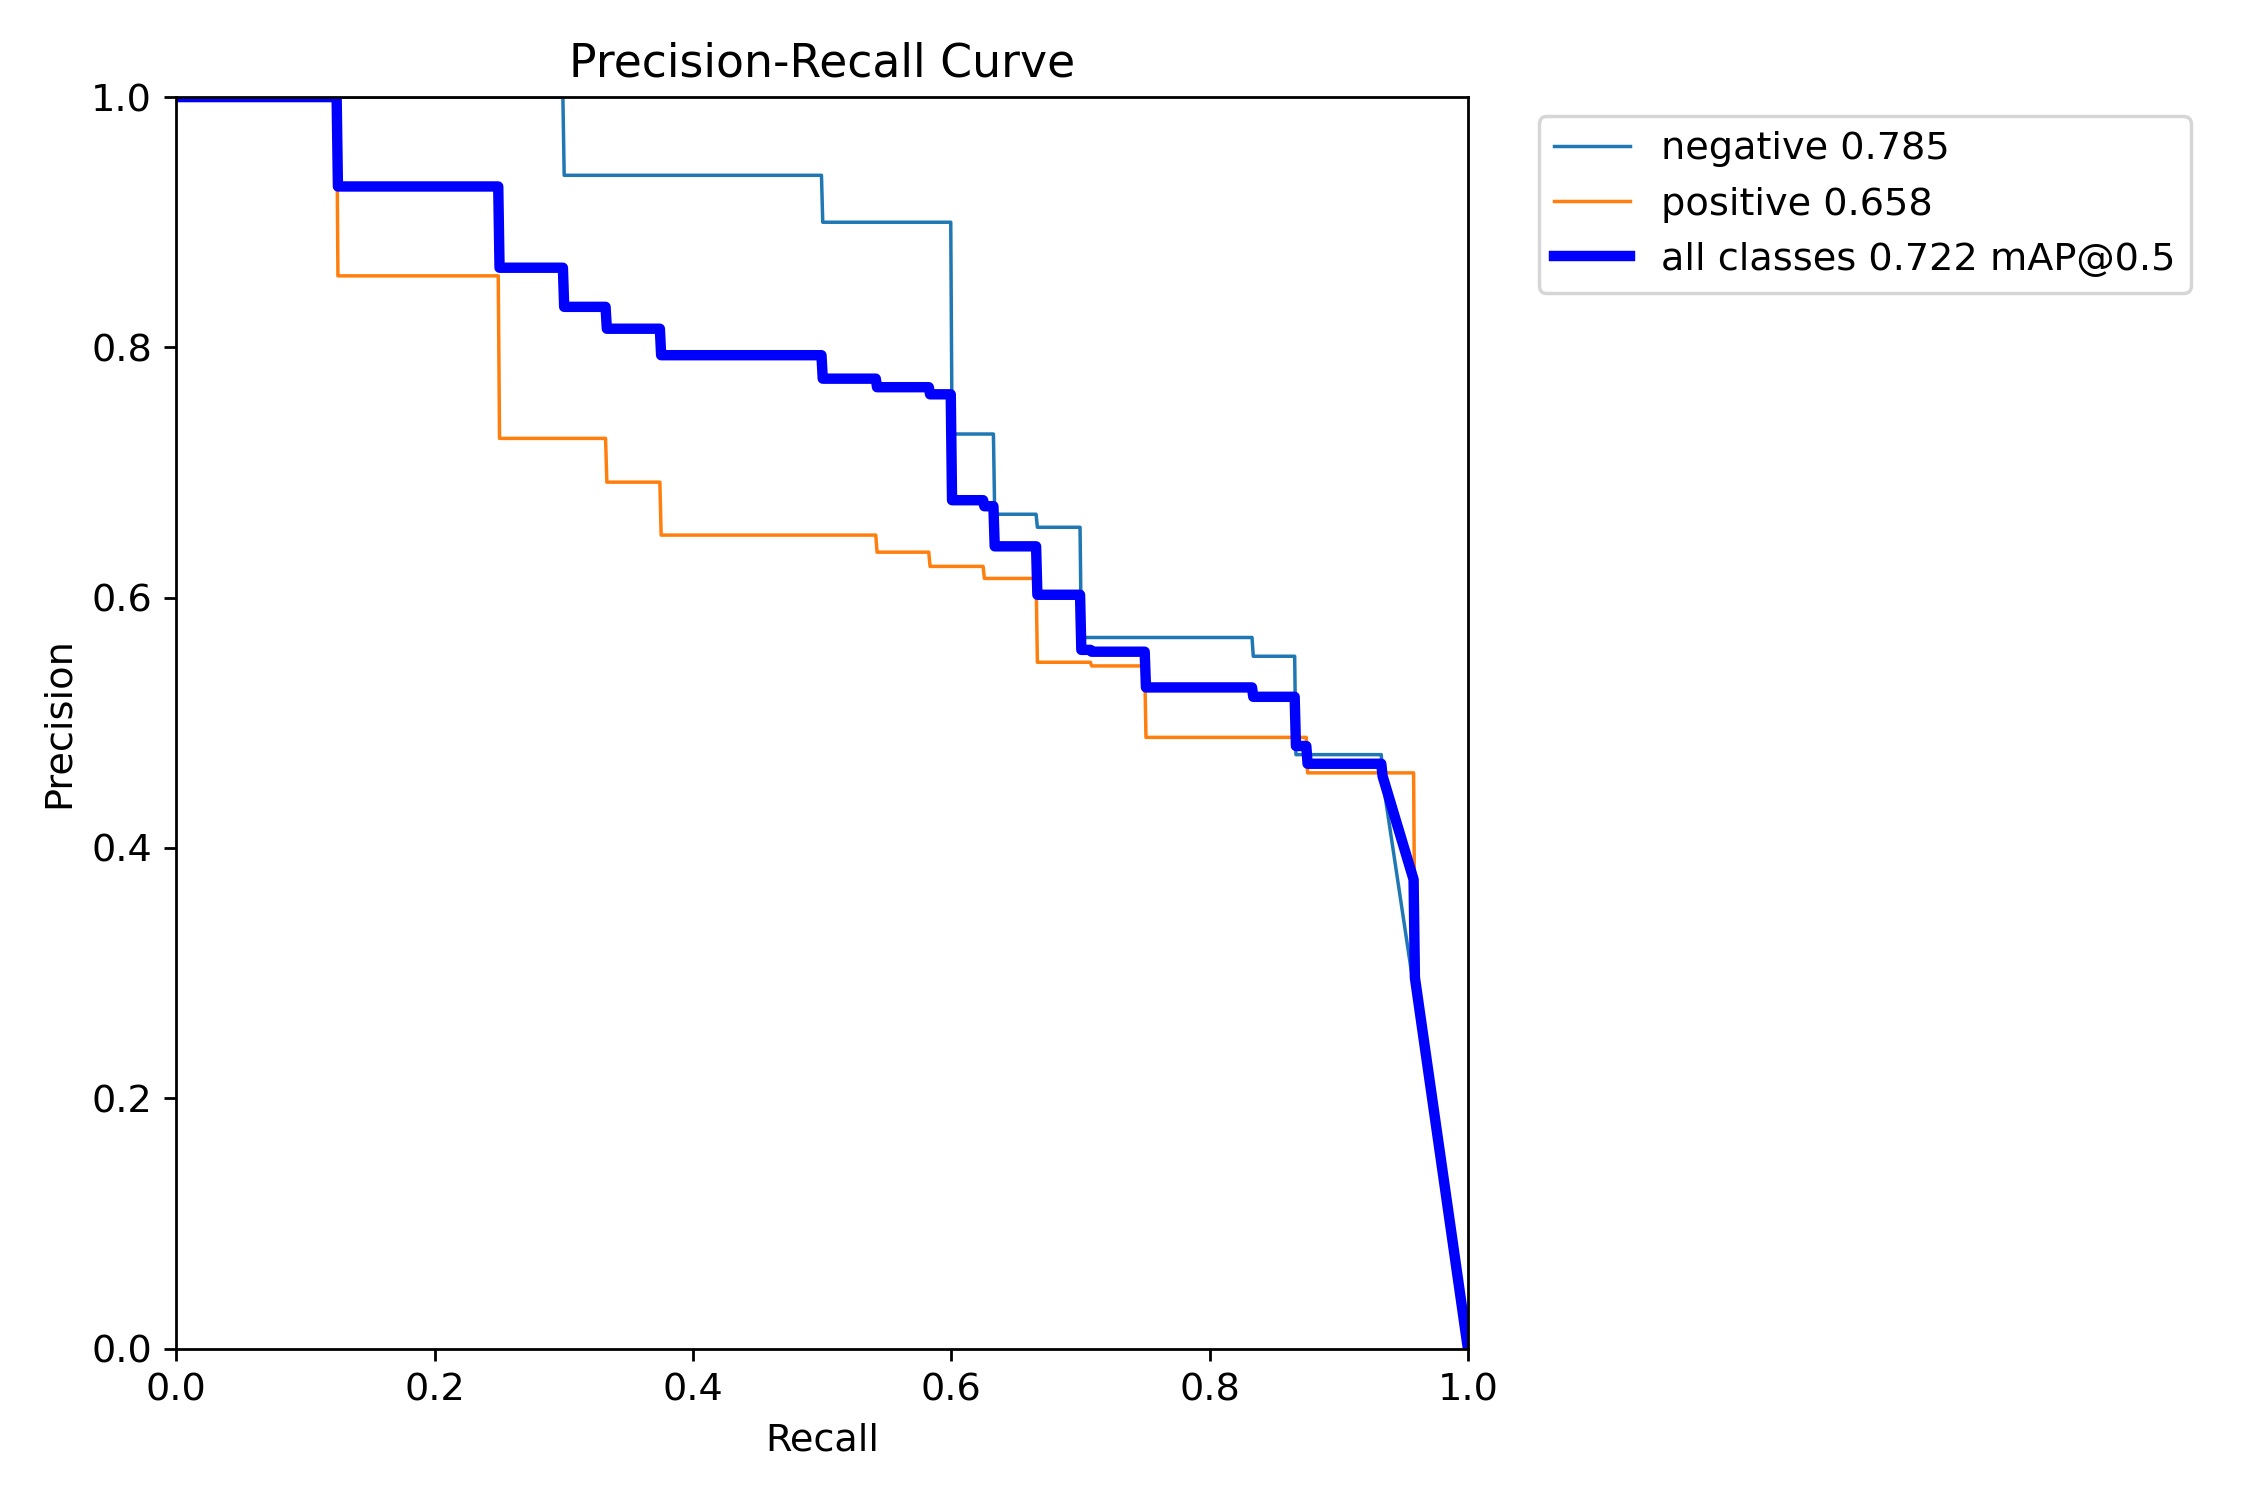 Precision-Recall Curve
1.0
0.8
0.6
0.4
0.2
0.0
Precision
0.0 0.2 0.4 0.6 0.8 1.0
Recall
negative 0.785
positive 0.658
all classes 0.722 mAP@0.5